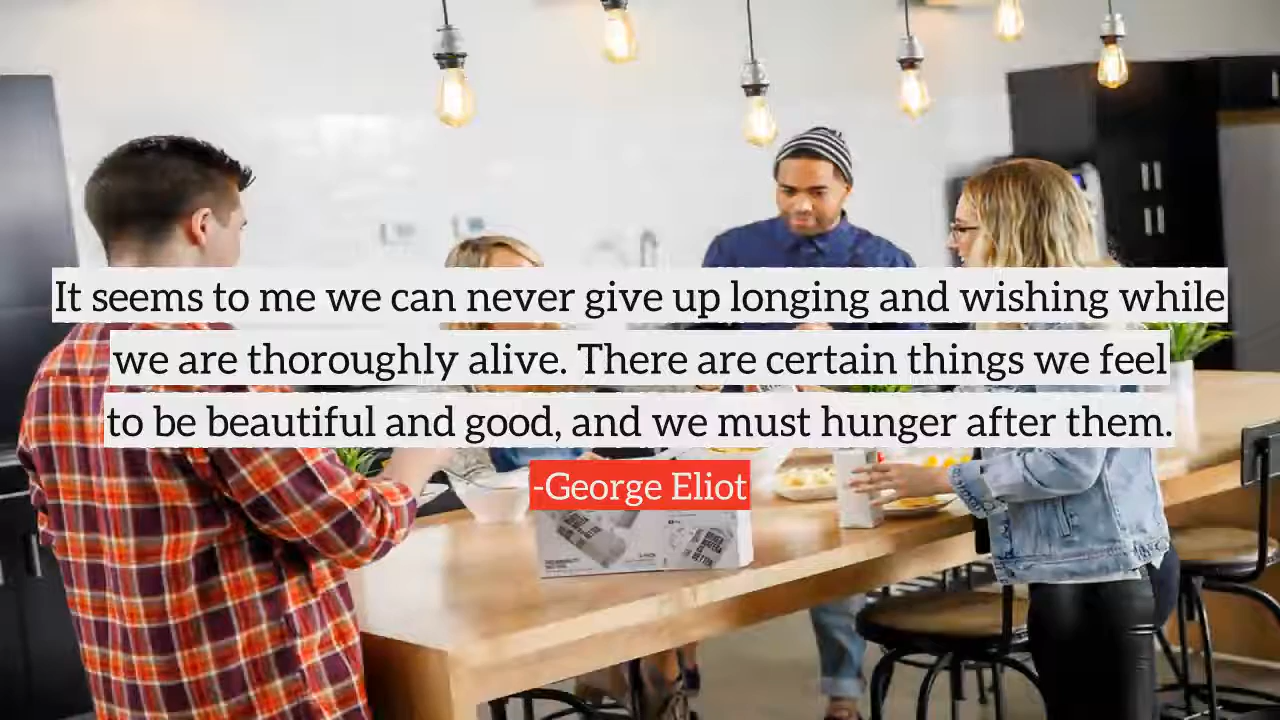 It seems to me we can never give up longing and wishing while
we are thoroughly alive. There are certain things we feel
to be beautiful and good, and we must hunger after them.
-George Eliot